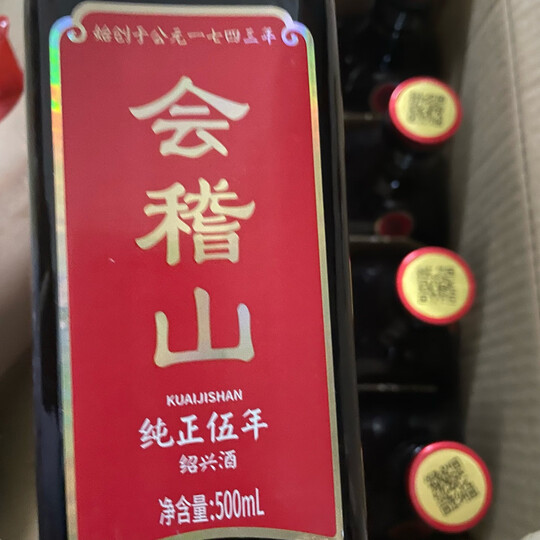 始创于公元一七四三年
会
稽
山
KUAIJISHAN
纯正伍年
绍兴酒
净含量:500mL